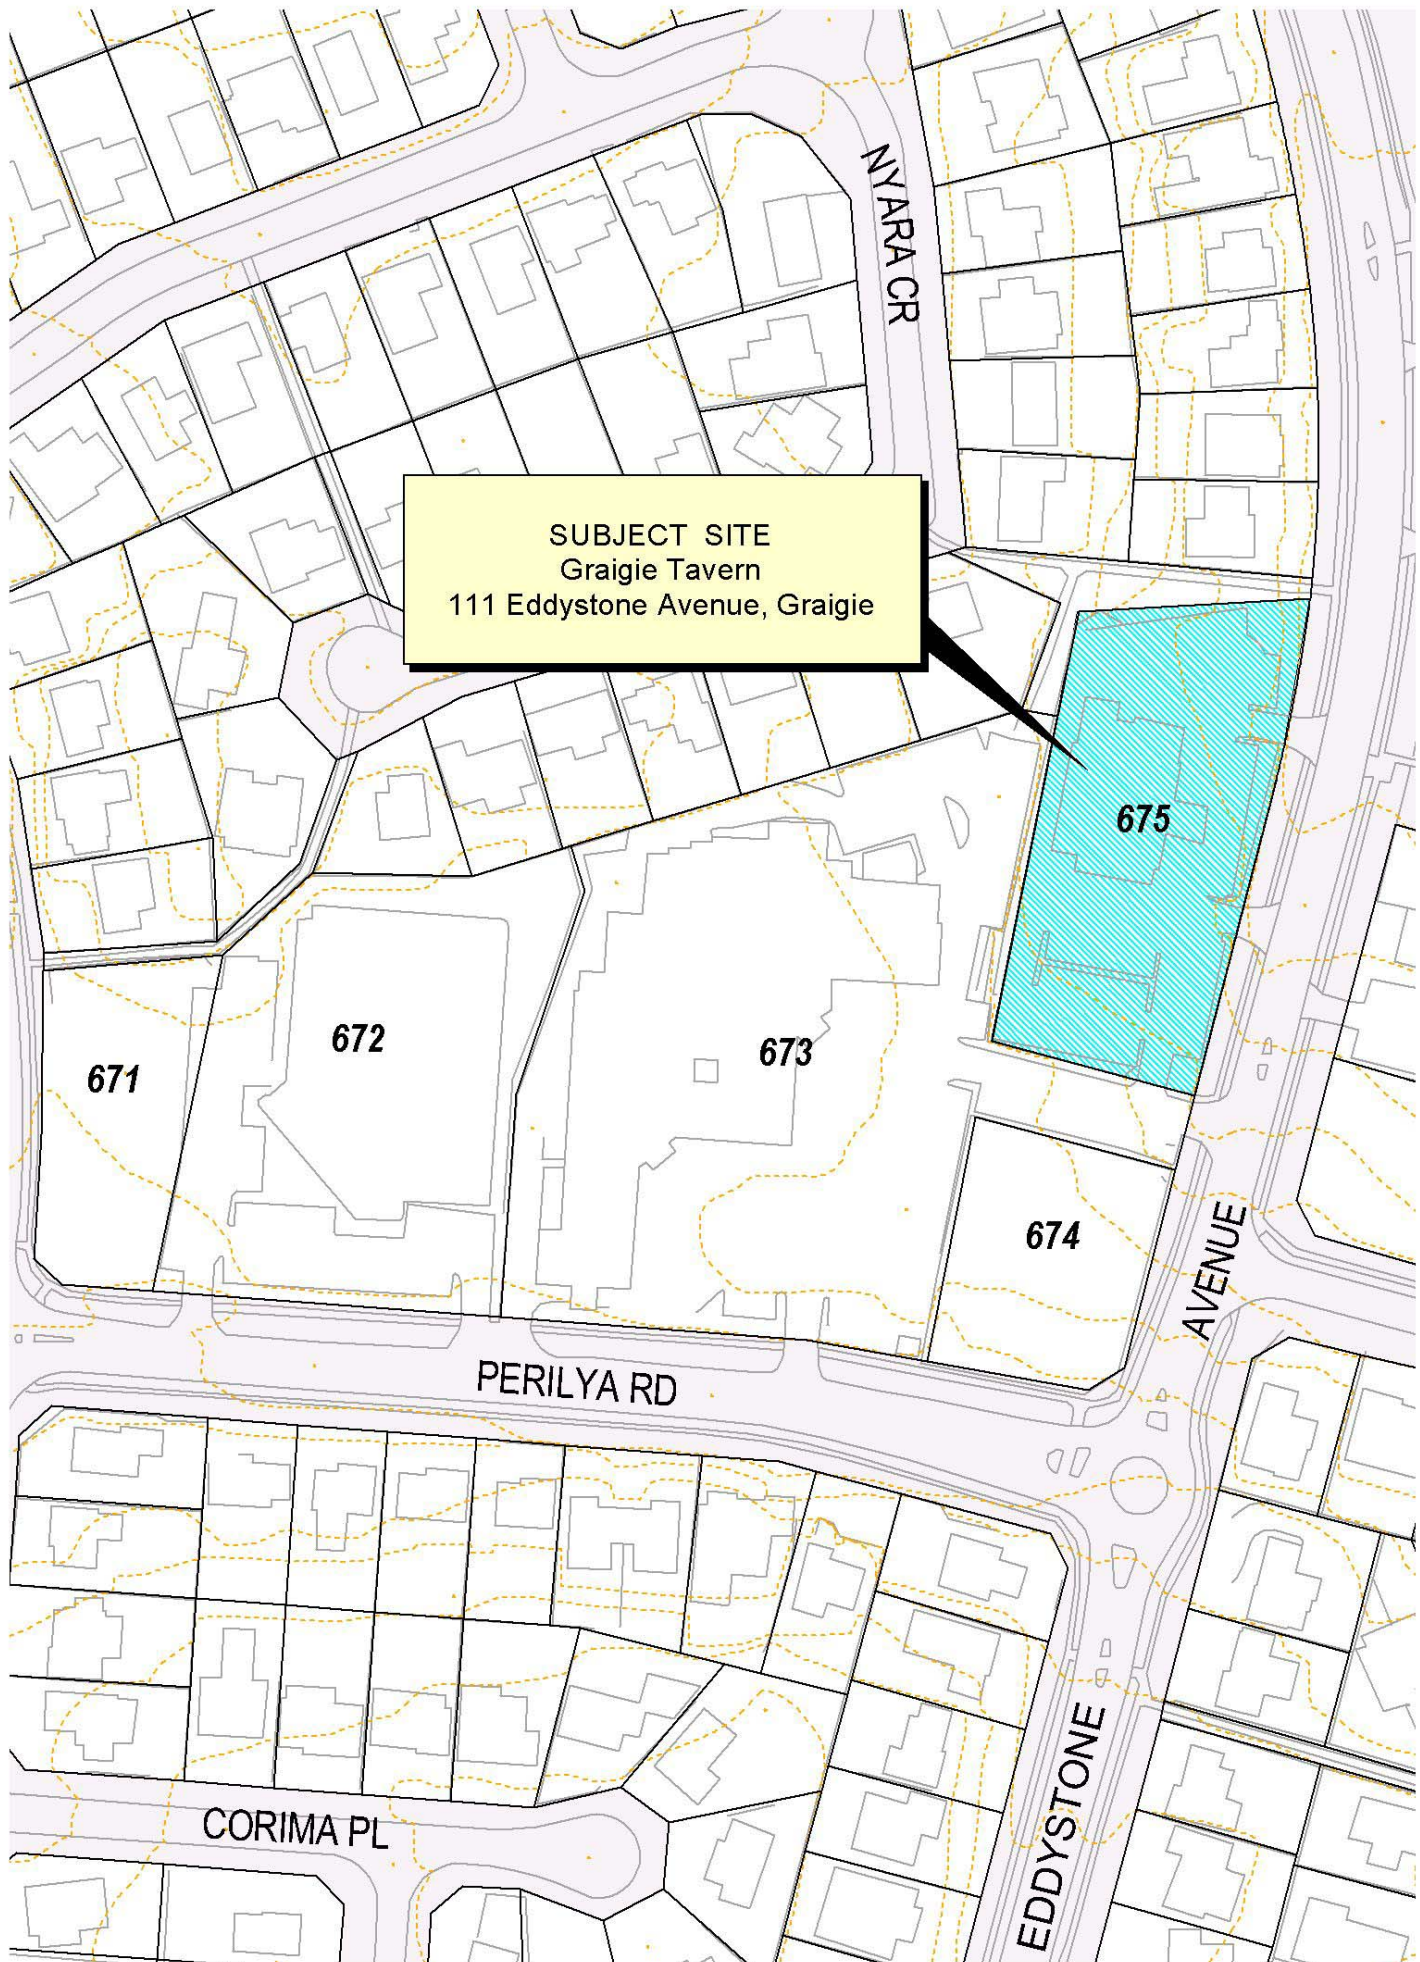 NYARA CR
SUBJECT SITE
Graigie Tavern
111 Eddystone Avenue, Graigie
675
672
673
671
674
AVENUE
PERILYA RD
EDDYSTONE
CORIMA PL